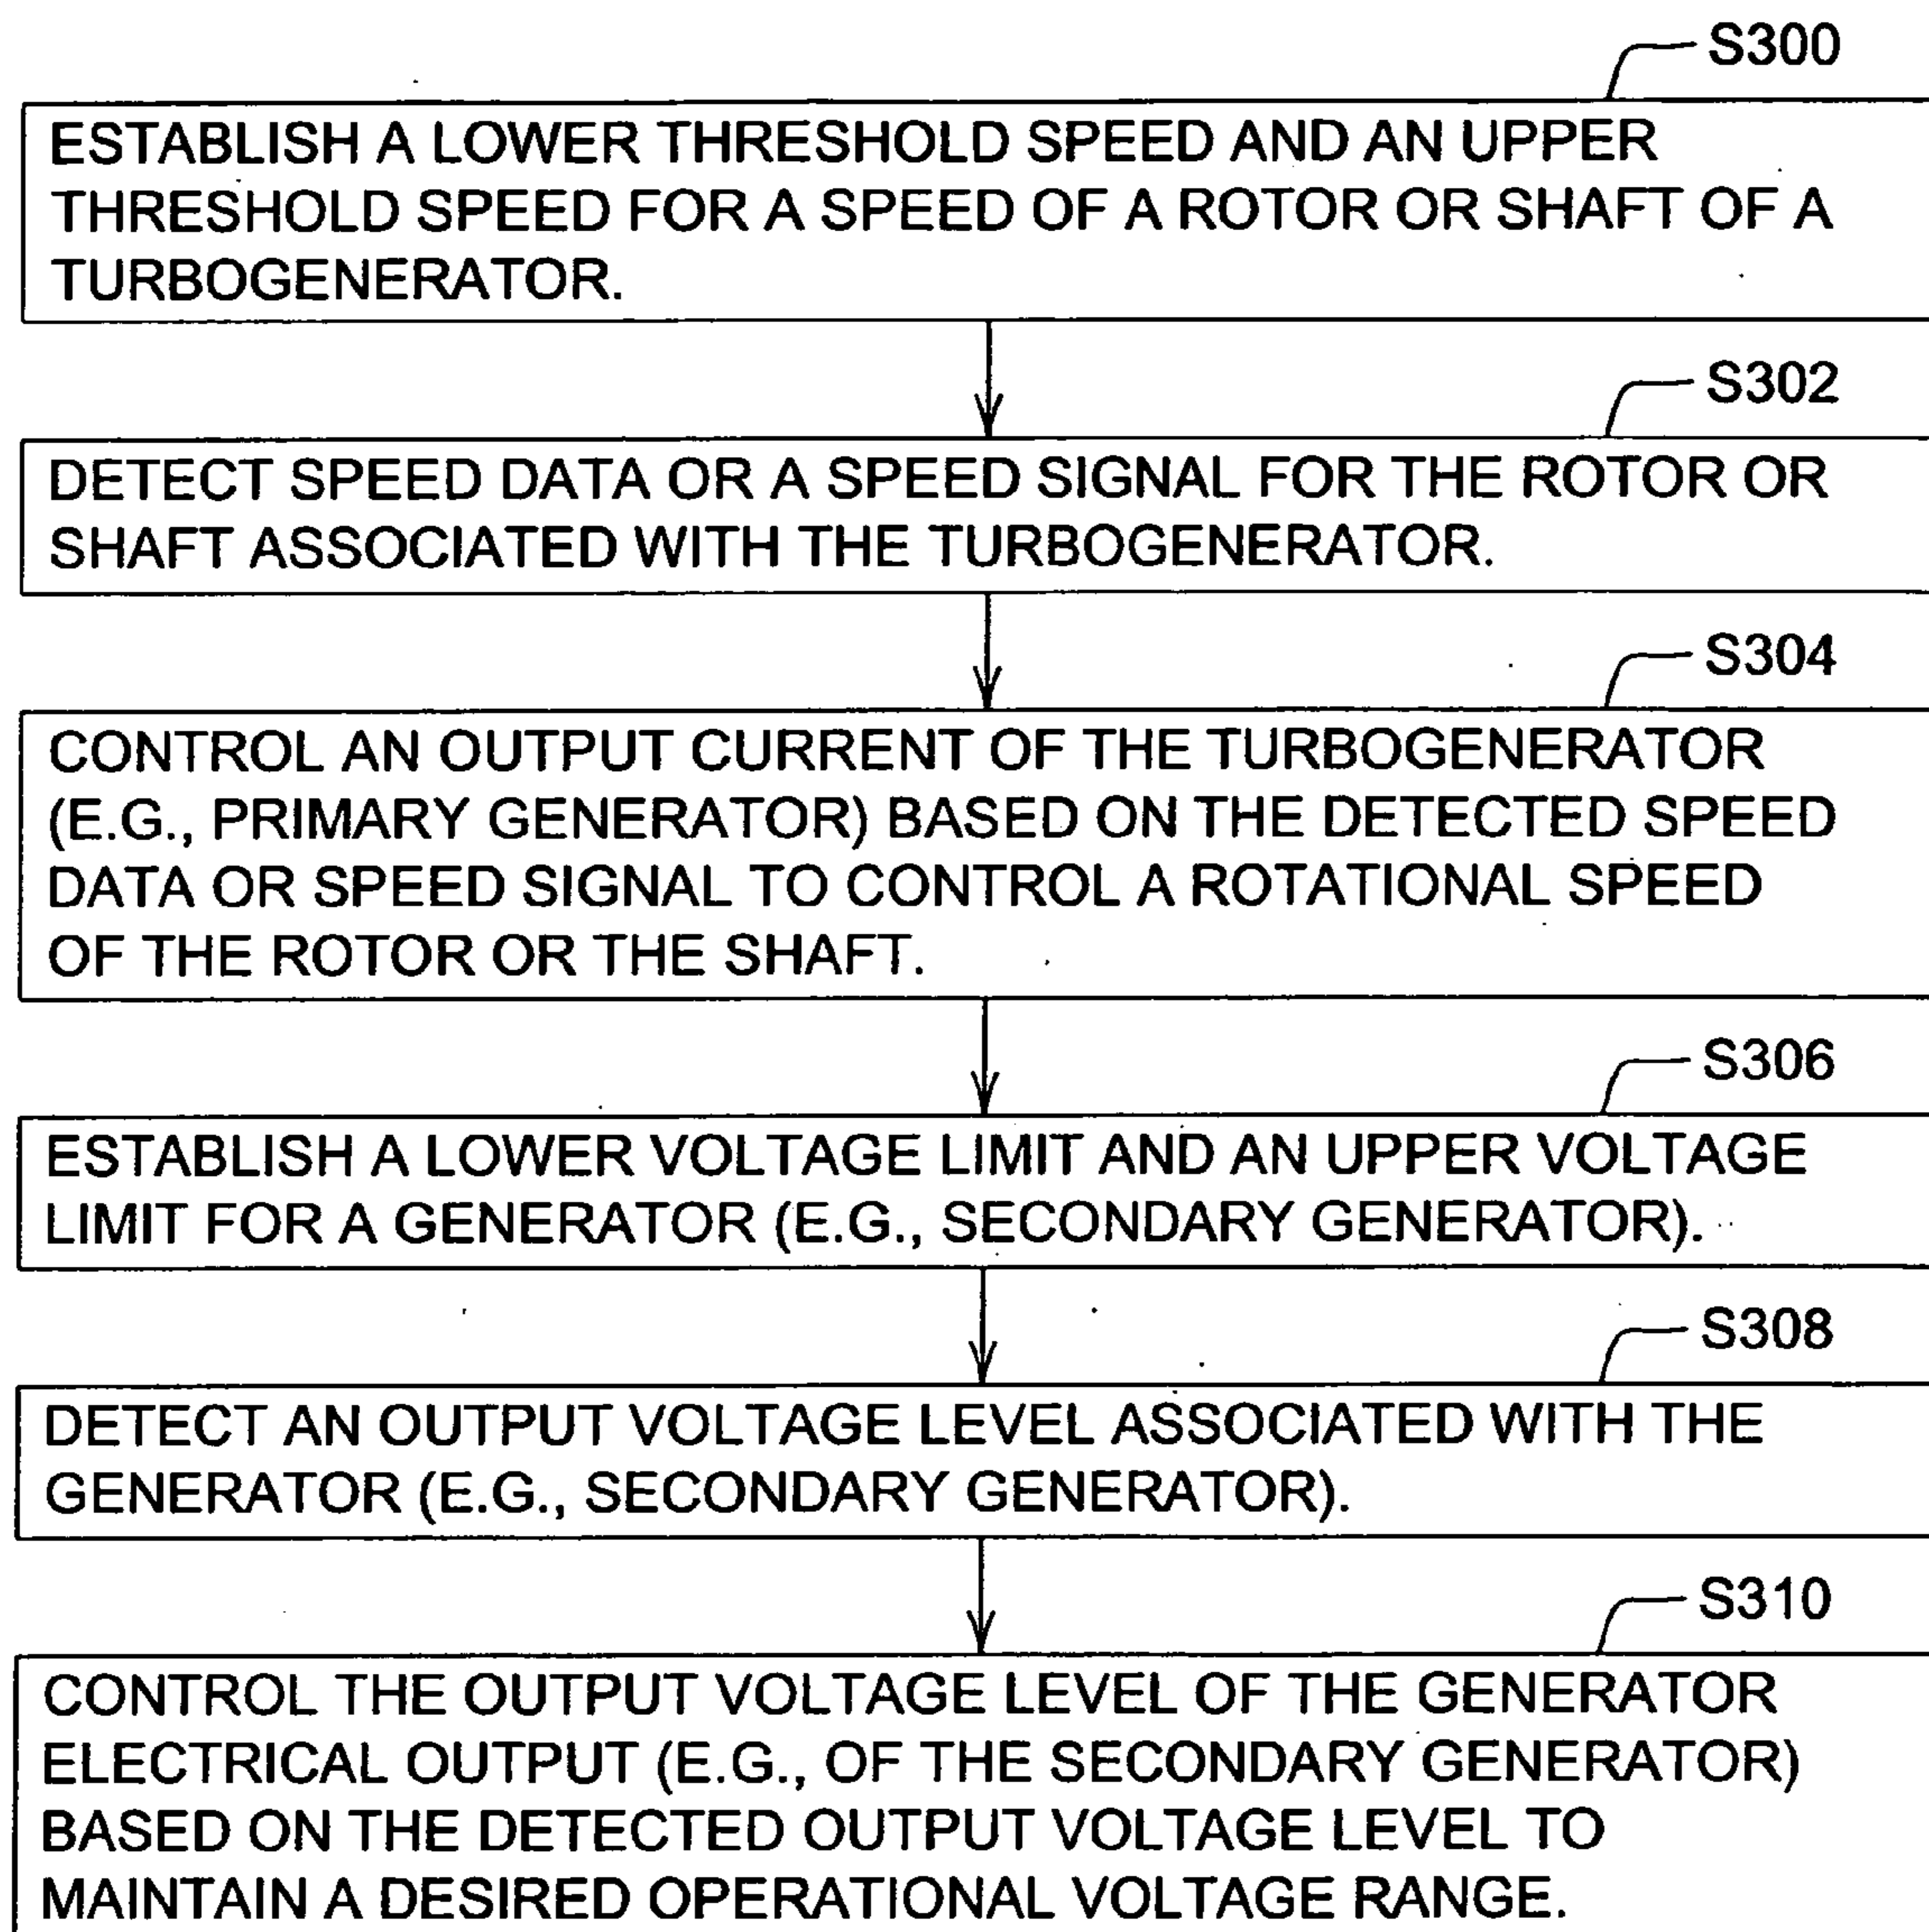 S300
ESTABLISH A LOWER THRESHOLD SPEED AND AN UPPER
THRESHOLD SPEED FOR A SPEED OF A ROTOR OR SHAFT OF A
TURBOGENERATOR.
S302
DETECT SPEED DATA OR A SPEED SIGNAL FOR THE ROTOR OR
SHAFT ASSOCIATED WITH THE TURBOGENERATOR.
S304
CONTROL AN OUTPUT CURRENT OF THE TURBOGENERATOR
(E.G., PRIMARY GENERATOR) BASED ON THE DETECTED SPEED
DATA OR SPEED SIGNAL TO CONTROL A ROTATIONAL SPEED
OF THE ROTOR OR THE SHAFT.
S306
ESTABLISH A LOWER VOLTAGE LIMIT AND AN UPPER VOLTAGE
LIMIT FOR A GENERATOR (E.G., SECONDARY GENERATOR).
S308
DETECT AN OUTPUT VOLTAGE LEVEL ASSOCIATED WITH THE
GENERATOR (E.G., SECONDARY GENERATOR).
S310
CONTROL THE OUTPUT VOLTAGE LEVEL OF THE GENERATOR
ELECTRICAL OUTPUT (E.G., OF THE SECONDARY GENERATOR)
BASED ON THE DETECTED OUTPUT VOLTAGE LEVEL TO
MAINTAIN A DESIRED OPERATIONAL VOLTAGE RANGE.